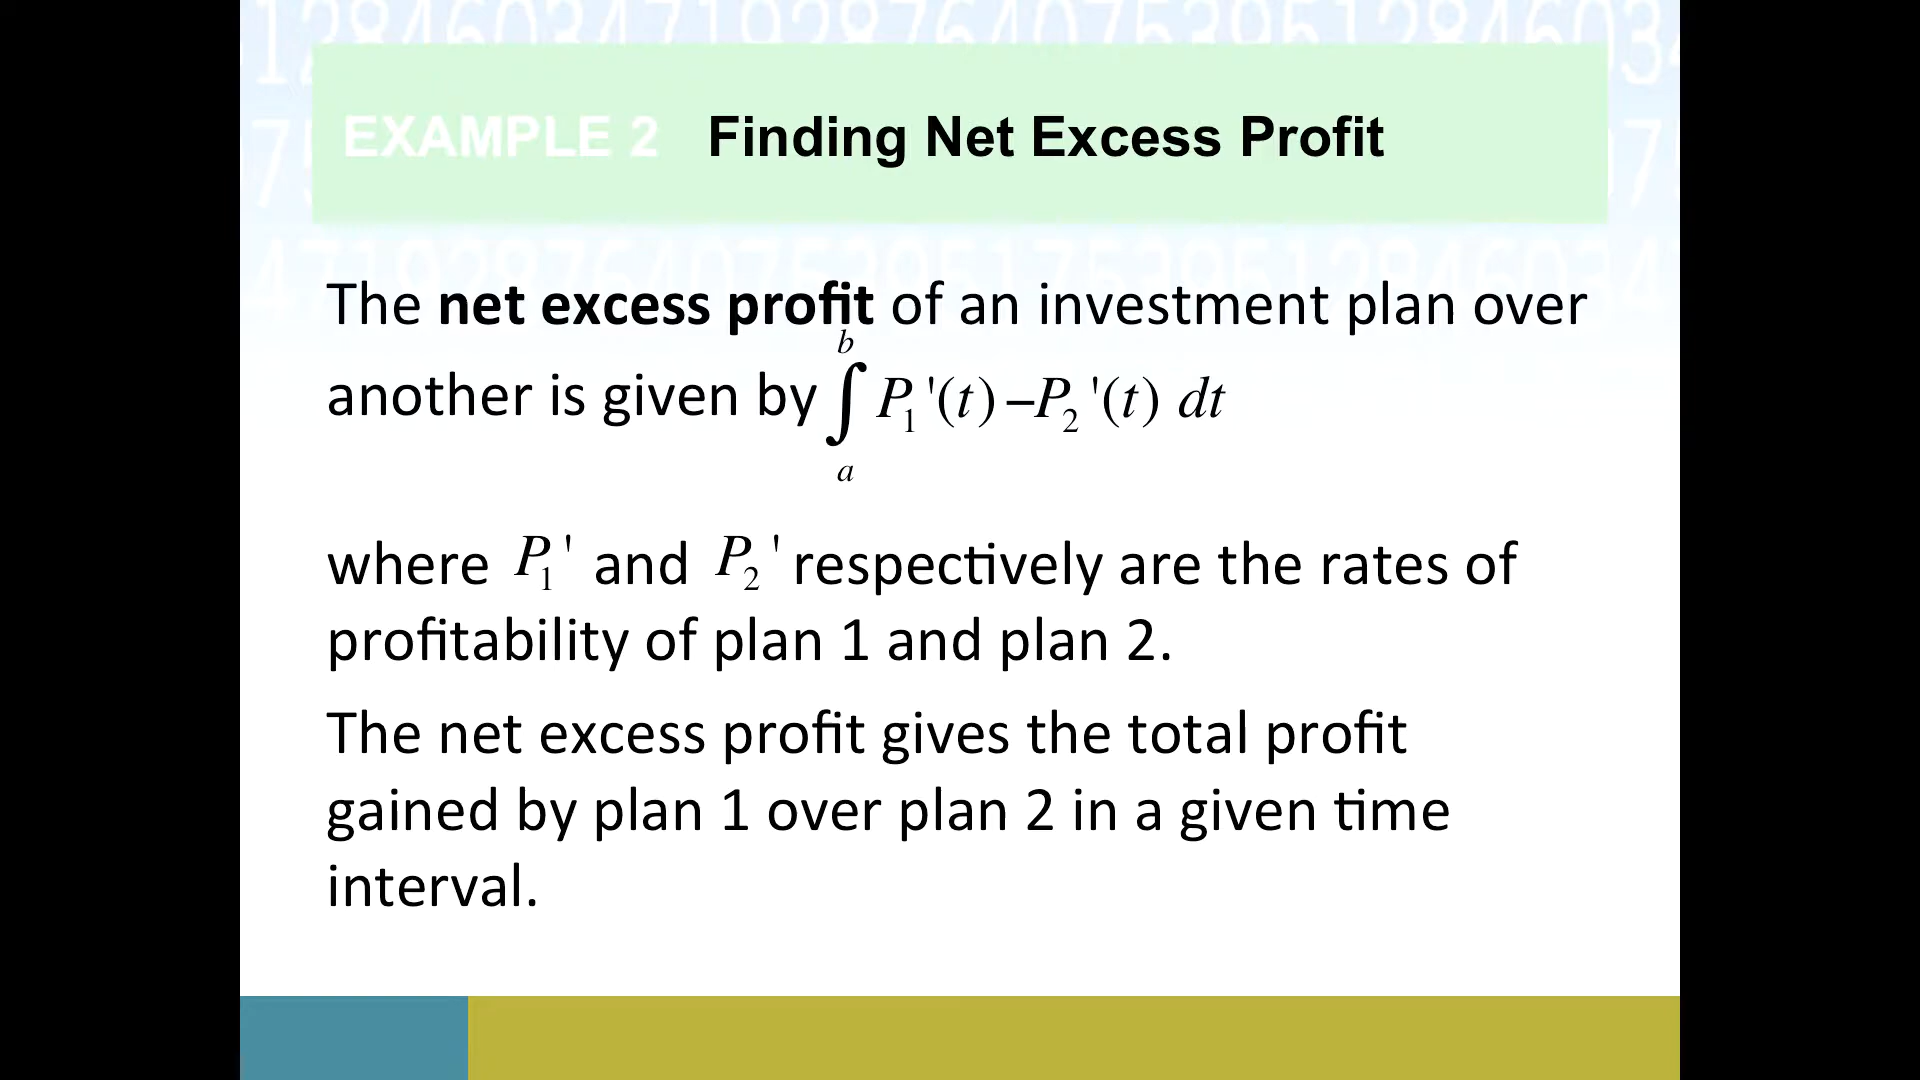 128460347192876407539512846034
EXAMPLE 2 Finding Net Excess Profit
471928764075395175395128460347
The net excess profit of an investment plan over
another is given by ∫_a^b P₁'(t) – P₂'(t) dt
where P₁' and P₂' respectively are the rates of
profitability of plan 1 and plan 2.
The net excess profit gives the total profit
gained by plan 1 over plan 2 in a given time
interval.